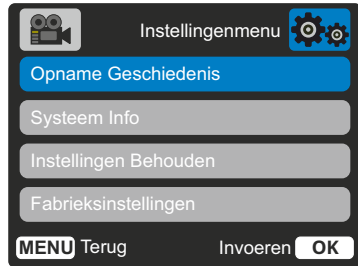 Instellingenmenu
Opname Geschiedenis
Systeem Info
Instellingen Behouden
Fabrieksinstellingen
MENU Terug Invoeren OK